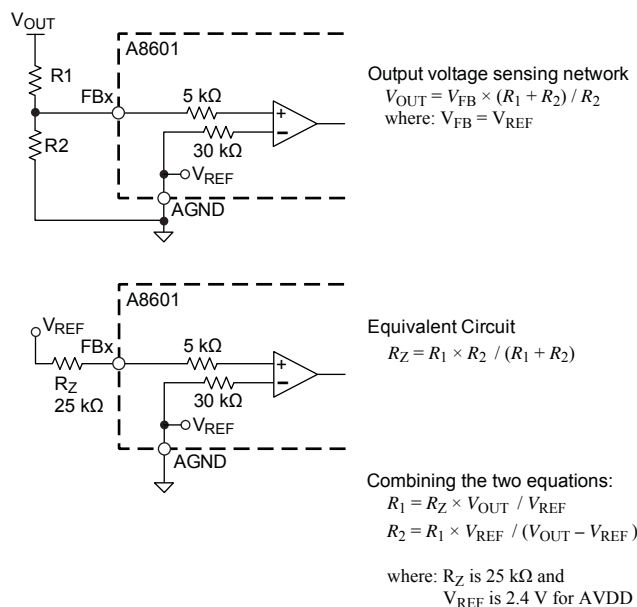 VOUT
A8601
R1
FBx
5 kΩ
R2
30 kΩ
VREF
AGND
Output voltage sensing network
VOUT = VFB × (R1 + R2) / R2
where: VFB = VREF
A8601
VREF
FBx
5 kΩ
RZ
25 kΩ
30 kΩ
VREF
AGND
Equivalent Circuit
RZ = R1 × R2 / (R1 + R2)
Combining the two equations:
R1 = RZ × VOUT / VREF
R2 = R1 × VREF / (VOUT – VREF)
where: RZ is 25 kΩ and
VREF is 2.4 V for AVDD